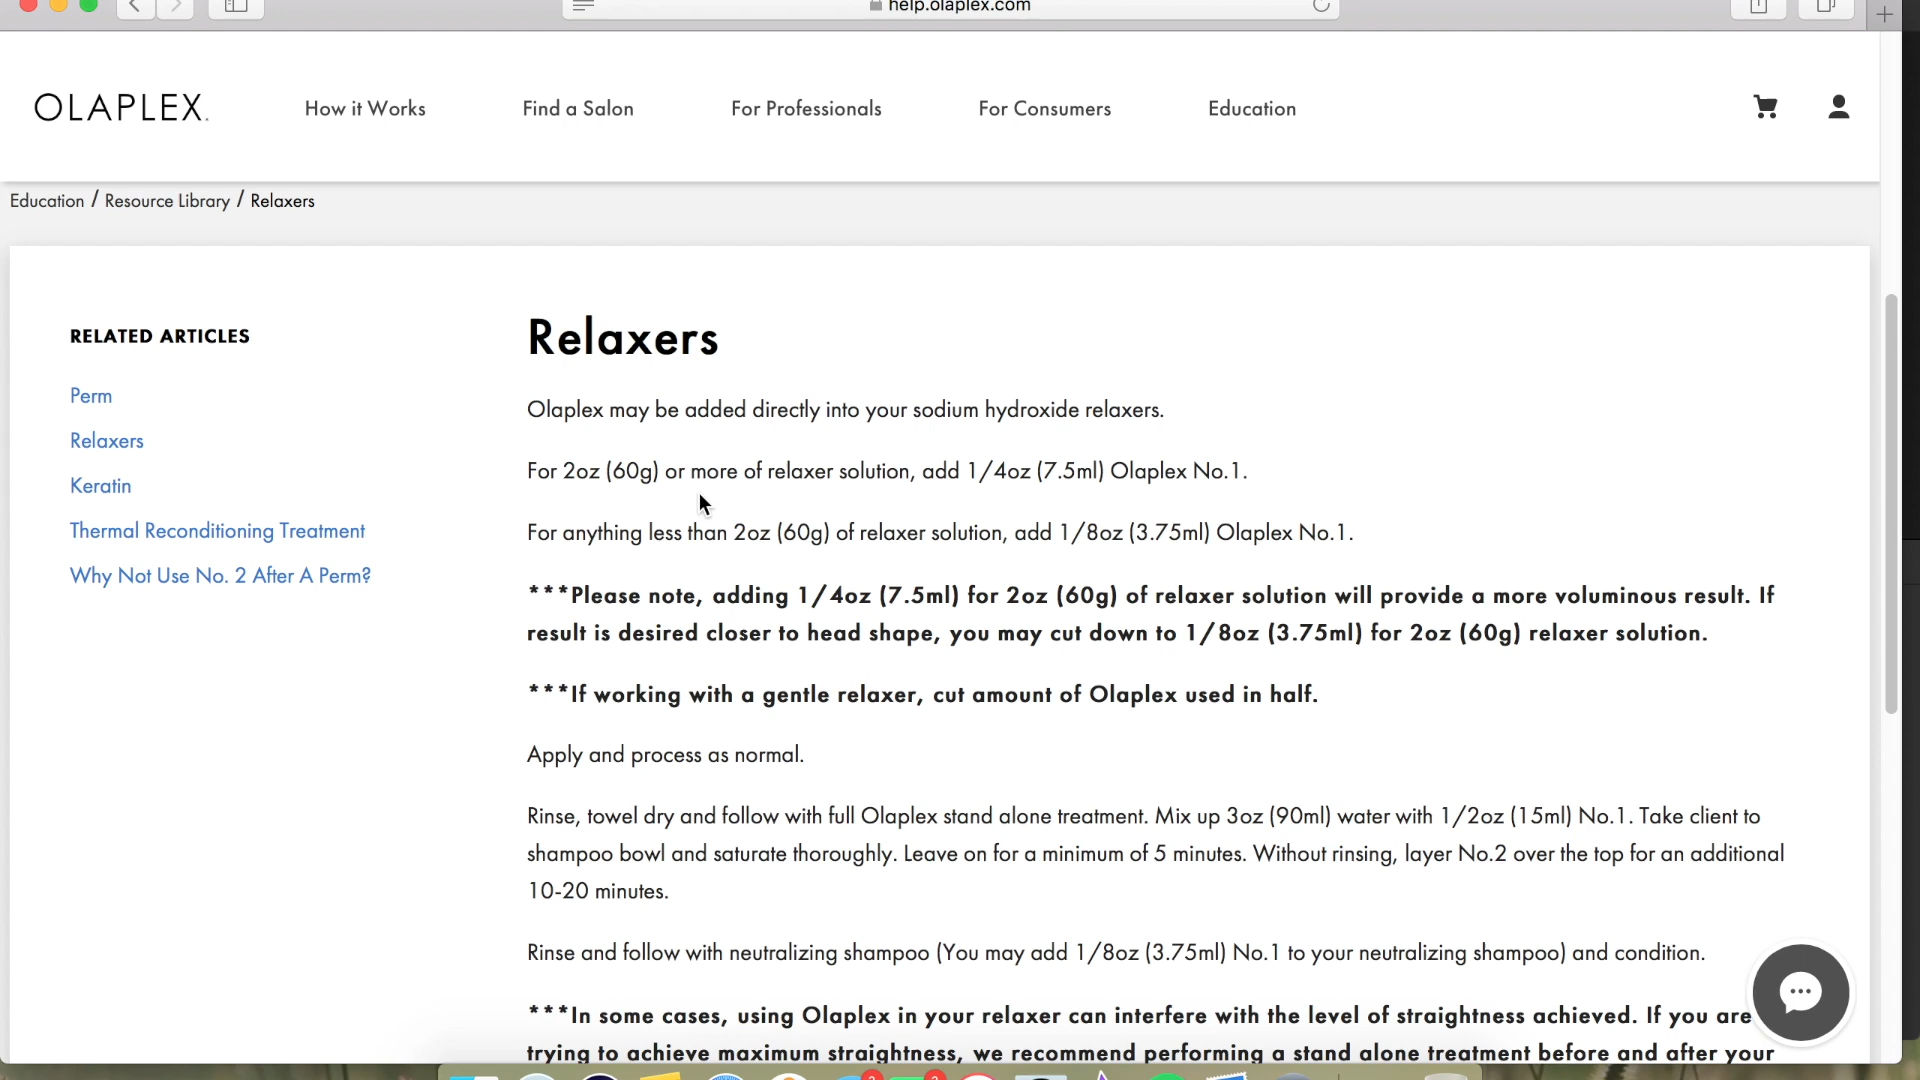 help.olaplex.com
OLAPLEX.
How it Works
Find a Salon
For Professionals
For Consumers
Education
Education / Resource Library / Relaxers
RELATED ARTICLES
Perm
Relaxers
Keratin
Thermal Reconditioning Treatment
Why Not Use No. 2 After A Perm?
Relaxers
Olaplex may be added directly into your sodium hydroxide relaxers.
For 2oz (60g) or more of relaxer solution, add 1/4oz (7.5ml) Olaplex No.1.
For anything less than 2oz (60g) of relaxer solution, add 1/8oz (3.75ml) Olaplex No.1.
***Please note, adding 1/4oz (7.5ml) for 2oz (60g) of relaxer solution will provide a more voluminous result. If
result is desired closer to head shape, you may cut down to 1/8oz (3.75ml) for 2oz (60g) relaxer solution.
***If working with a gentle relaxer, cut amount of Olaplex used in half.
Apply and process as normal.
Rinse, towel dry and follow with full Olaplex stand alone treatment. Mix up 3oz (90ml) water with 1/2oz (15ml) No.1. Take client to
shampoo bowl and saturate thoroughly. Leave on for a minimum of 5 minutes. Without rinsing, layer No.2 over the top for an additional
10-20 minutes.
Rinse and follow with neutralizing shampoo (You may add 1/8oz (3.75ml) No.1 to your neutralizing shampoo) and condition.
***In some cases, using Olaplex in your relaxer can interfere with the level of straightness achieved. If you are
trying to achieve maximum straightness, we recommend performing a stand alone treatment before and after your